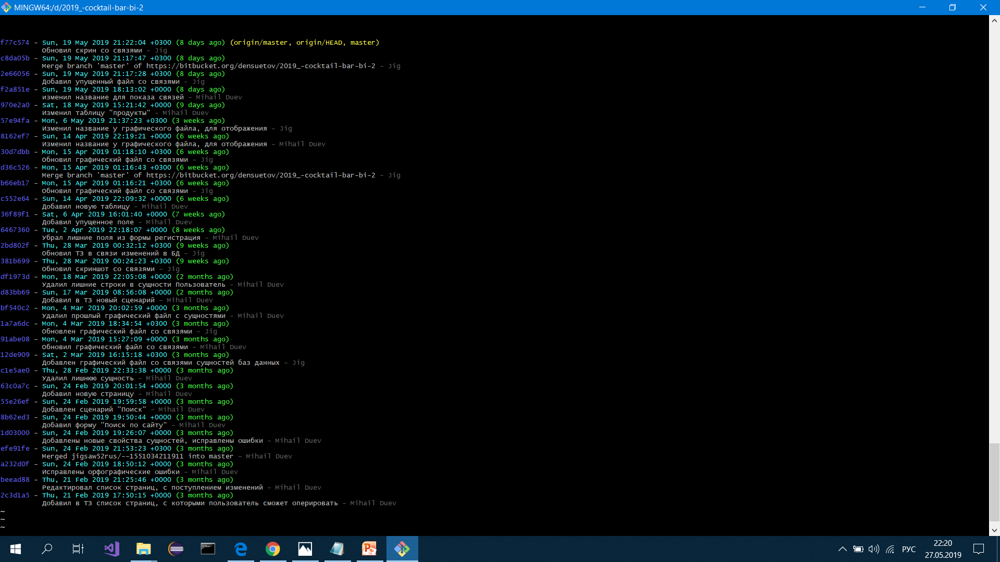 MINGW64:/d/2019_-cocktail-bar-bi-2
f77c574 - Sun, 19 May 2019 21:22:04 +0300 (8 days ago) (origin/master, origin/HEAD, master)
Обновил скрин со связями - Jig
c8da05b - Sun, 19 May 2019 21:17:47 +0300 (8 days ago)
Merge branch 'master' of https://bitbucket.org/densuetov/2019_-cocktail-bar-bi-2 - Jig
2e66056 - Sun, 19 May 2019 21:17:28 +0300 (8 days ago)
Добавил упущенный файл со связями - Jig
f2a851e - Sun, 19 May 2019 18:13:02 +0000 (8 days ago)
изменил название для показа связей - Mihail Duev
970e2a0 - Sat, 18 May 2019 15:21:42 +0000 (9 days ago)
Изменил таблицу "продукты" - Mihail Duev
57e94fa - Mon, 6 May 2019 21:37:23 +0300 (3 weeks ago)
Изменил название у графического файла, для отображения - Jig
8162ef7 - Sun, 14 Apr 2019 22:19:21 +0000 (6 weeks ago)
Изменил название у графического файла, для отображения - Mihail Duev
30d7dbb - Mon, 15 Apr 2019 01:18:10 +0300 (6 weeks ago)
Обновил графический файл со связями - Jig
d36c526 - Mon, 15 Apr 2019 01:16:43 +0300 (6 weeks ago)
Merge branch 'master' of https://bitbucket.org/densuetov/2019_-cocktail-bar-bi-2 - Jig
b66eb17 - Mon, 15 Apr 2019 01:16:21 +0300 (6 weeks ago)
Обновил графический файл со связями - Jig
c552e64 - Sun, 14 Apr 2019 22:09:32 +0000 (6 weeks ago)
Добавил новую таблицу - Mihail Duev
36f89f1 - Sat, 6 Apr 2019 16:01:40 +0000 (7 weeks ago)
Добавил упущенное поле - Mihail Duev
6467360 - Tue, 2 Apr 2019 22:18:07 +0000 (8 weeks ago)
Убрал лишние поля из формы регистрация - Mihail Duev
2bd802f - Thu, 28 Mar 2019 00:32:12 +0300 (9 weeks ago)
Обновил ТЗ в связи изменений в БД - Jig
381b699 - Thu, 28 Mar 2019 00:24:23 +0300 (9 weeks ago)
Обновил скриншот со связями - Jig
df1973d - Mon, 18 Mar 2019 22:05:08 +0000 (2 months ago)
Удалил лишние строки в сущности Пользователь - Mihail Duev
d83bb69 - Sun, 17 Mar 2019 08:56:08 +0000 (2 months ago)
Добавил в ТЗ новый сценарий - Mihail Duev
bf540c2 - Mon, 4 Mar 2019 20:02:59 +0000 (3 months ago)
Удалил прошлый графический файл с сущностями - Mihail Duev
1a7a6dc - Mon, 4 Mar 2019 18:34:54 +0300 (3 months ago)
Обновлен графический файл со связями - Jig
91abe08 - Mon, 4 Mar 2019 15:27:09 +0000 (3 months ago)
Обновил графический файл со связями - Mihail Duev
12de909 - Sat, 2 Mar 2019 16:15:18 +0300 (3 months ago)
Добавлен графический файл со связями сущностей баз данных - Jig
c1e5ae0 - Thu, 28 Feb 2019 22:33:38 +0000 (3 months ago)
Удалил лишнюю сущность - Mihail Duev
63c0a7c - Sun, 24 Feb 2019 20:01:54 +0000 (3 months ago)
Добавил новую страницу - Mihail Duev
55e26ef - Sun, 24 Feb 2019 19:59:58 +0000 (3 months ago)
Добавлен сценарий "Поиск" - Mihail Duev
8b62ed3 - Sun, 24 Feb 2019 19:50:44 +0000 (3 months ago)
Добавил форму "Поиск по сайту" - Mihail Duev
1d03000 - Sun, 24 Feb 2019 19:26:07 +0000 (3 months ago)
Добавлены новые свойства сущностей, исправлены ошибки - Mihail Duev
efe91fe - Sun, 24 Feb 2019 21:53:23 +0300 (3 months ago)
Merged jigsaw52rus/--1551034211911 into master - Mihail Duev
a232d0f - Sun, 24 Feb 2019 18:50:12 +0000 (3 months ago)
Исправлены орфографические ошибки - Mihail Duev
beead88 - Thu, 21 Feb 2019 21:25:46 +0000 (3 months ago)
Редактировал список страниц, с поступлением изменений - Mihail Duev
2c3d1a5 - Thu, 21 Feb 2019 17:50:15 +0000 (3 months ago)
Добавил в ТЗ список страниц, с которыми пользователь сможет оперировать - Mihail Duev
~
~
~
РУС
22:20
27.05.2019